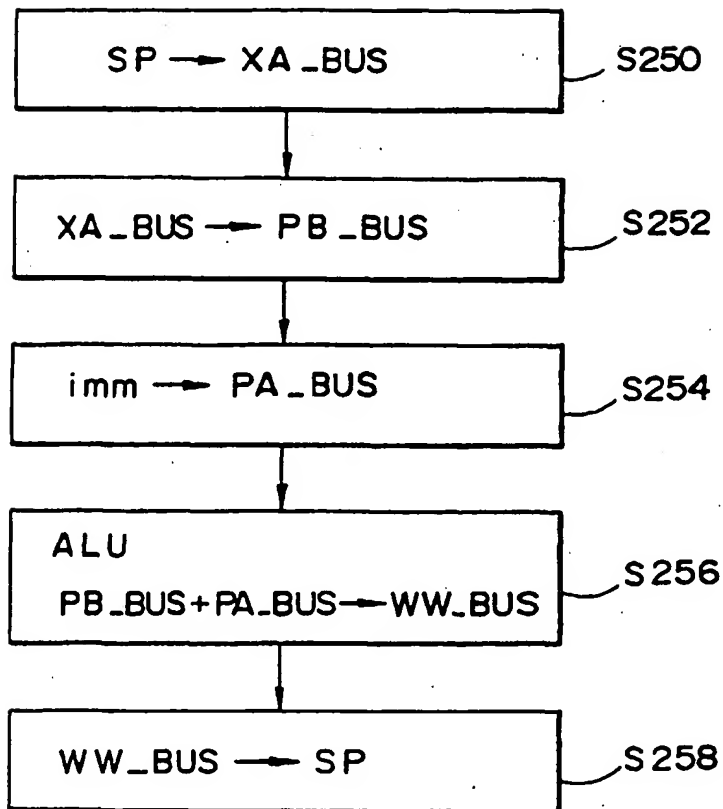 SP → XA_BUS
S250
XA_BUS → PB_BUS
S252
imm → PA_BUS
S254
ALU
PB_BUS+PA_BUS→WW_BUS
S256
WW_BUS → SP
S258